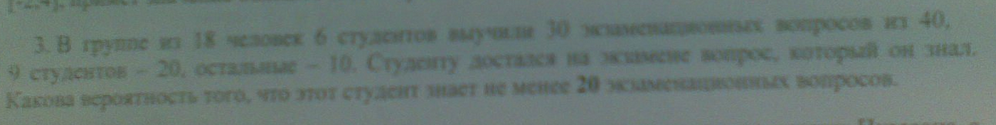 [-2,4],
3. В группе из 18 человек 6 студентов выучили 30 экзаменационных вопросов из 40,
9 студентов – 20, остальные – 10. Студенту достался на экзамене вопрос, который он знал.
Какова вероятность того, что этот студент знает не менее 20 экзаменационных вопросов.